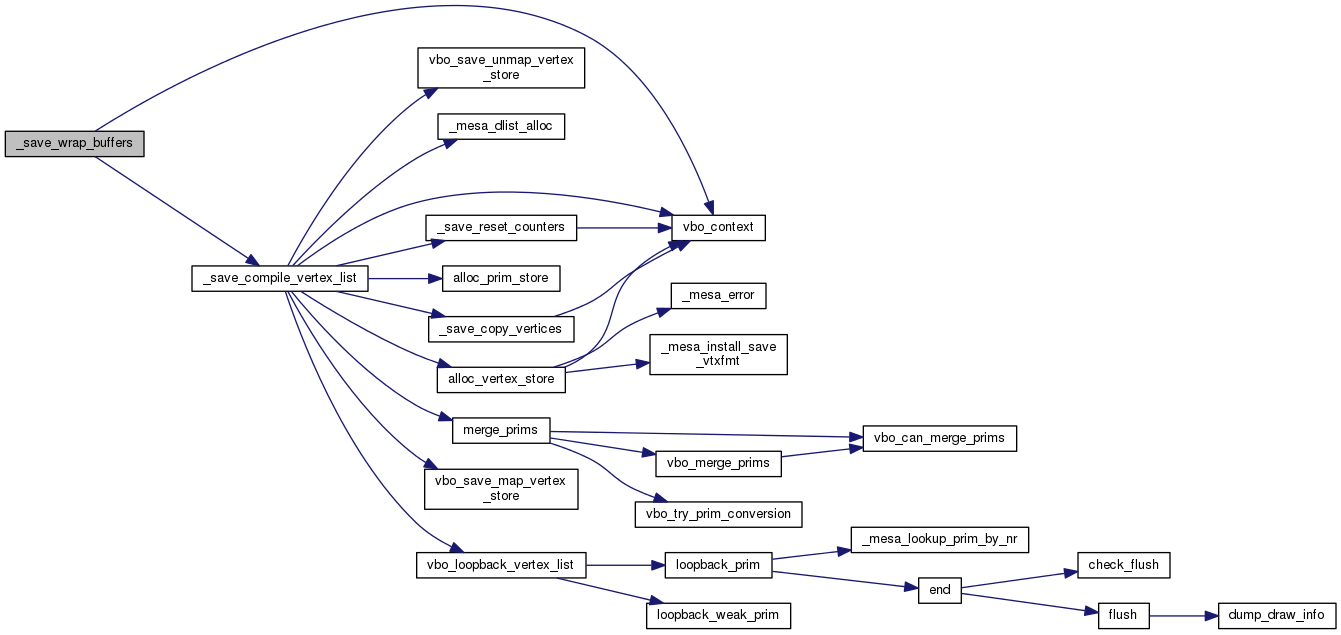 vbo_save_unmap_vertex
_store
_mesa_dlist_alloc
_save_wrap_buffers
_save_reset_counters
vbo_context
_save_compile_vertex_list
alloc_prim_store
_mesa_error
_save_copy_vertices
_mesa_install_save
_vtxfmt
alloc_vertex_store
merge_prims
vbo_can_merge_prims
vbo_merge_prims
vbo_save_map_vertex
_store
vbo_try_prim_conversion
_mesa_lookup_prim_by_nr
vbo_loopback_vertex_list
loopback_prim
check_flush
end
loopback_weak_prim
flush
dump_draw_info